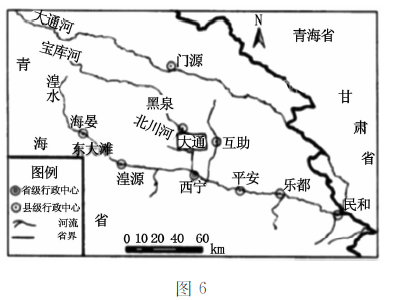 大通河
N
青海省
宝库河
门源
青
湟水
黑泉
甘
海晏
北川河
大通
互助
肃
东大滩
海
省
图例
湟源
西宁
平安
乐都
民和
省级行政中心
县级行政中心
河流
省界
省
0 20 40 60
km
图 6